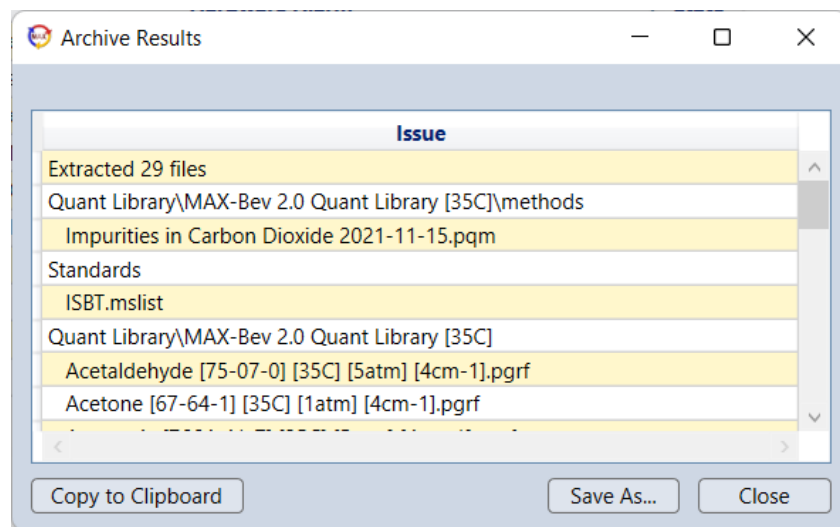 Archive Results
Issue
Extracted 29 files
Quant Library\MAX-Bev 2.0 Quant Library [35C]\methods
Impurities in Carbon Dioxide 2021-11-15.pqm
Standards
ISBT.mslist
Quant Library\MAX-Bev 2.0 Quant Library [35C]
Acetaldehyde [75-07-0] [35C] [5atm] [4cm-1].pgrf
Acetone [67-64-1] [35C] [1atm] [4cm-1].pgrf
Copy to Clipboard
Save As...
Close